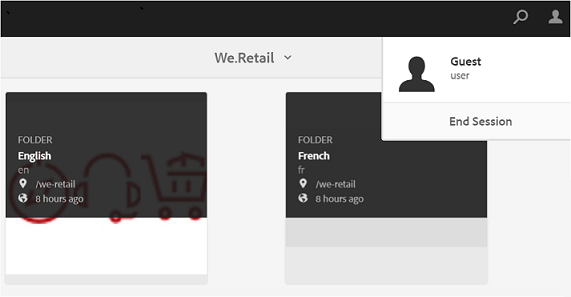 We.Retail
Guest
user
End Session
FOLDER
English
en
/we-retail
8 hours ago
FOLDER
French
fr
/we-retail
8 hours ago